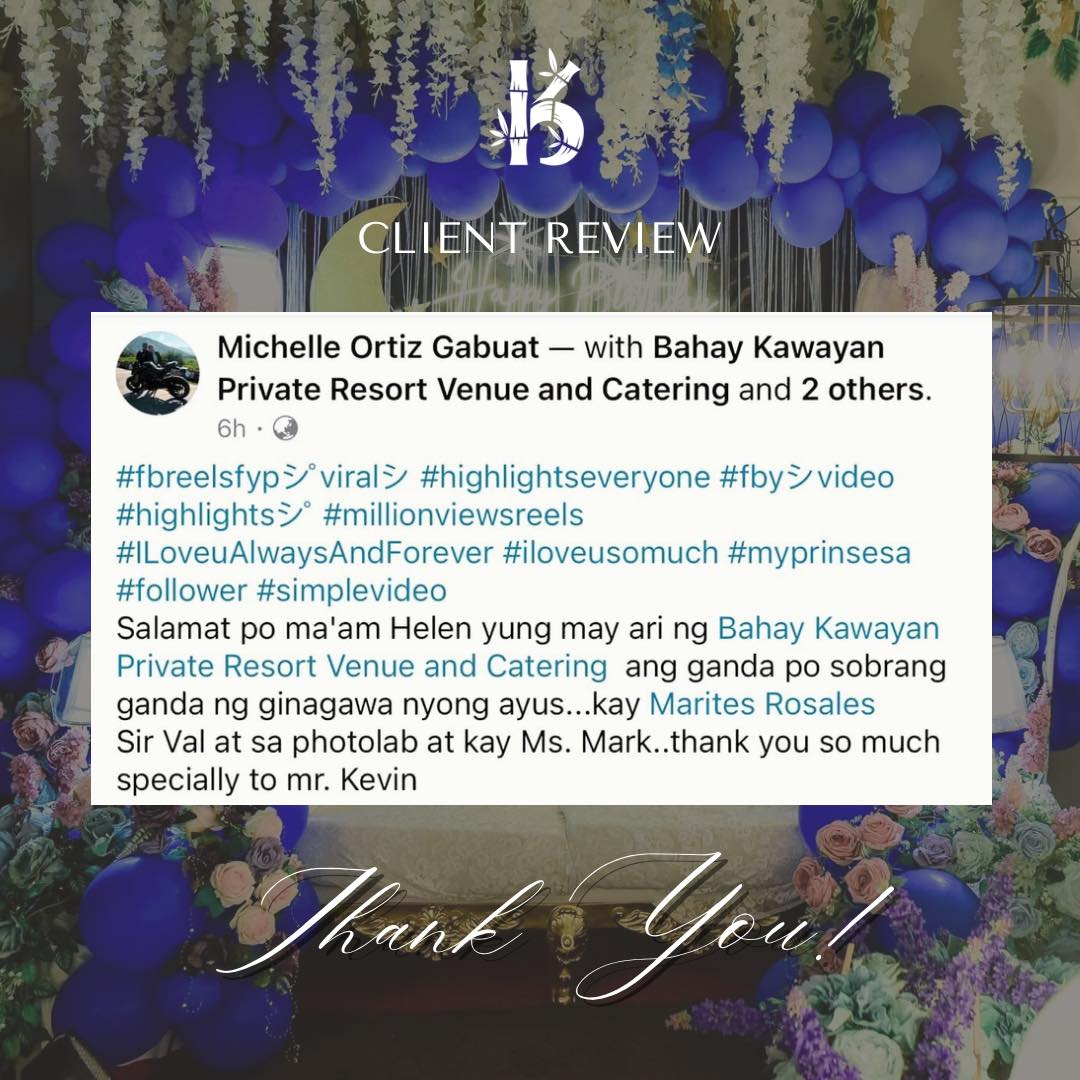 CLIENT REVIEW
Happy Birthday
Michelle Ortiz Gabuat — with Bahay Kawayan
Private Resort Venue and Catering and 2 others.
6h ·
#fbreelsfypシ゚viralシ #highlightseveryone #fbyシvideo
#highlightsシ゚ #millionviewsreels
#ILoveuAlwaysAndForever #iloveusomuch #myprinsesa
#follower #simplevideo
Salamat po ma'am Helen yung may ari ng Bahay Kawayan
Private Resort Venue and Catering ang ganda po sobrang
ganda ng ginagawa nyong ayus...kay Marites Rosales
Sir Val at sa photolab at kay Ms. Mark..thank you so much
specially to mr. Kevin
Thank You!